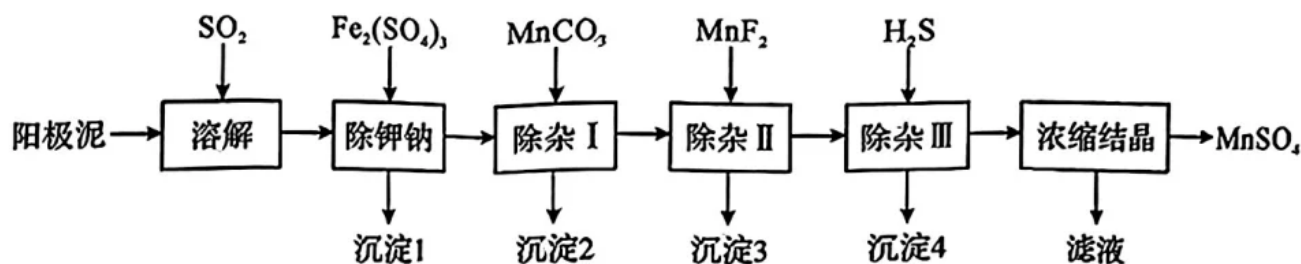 SO₂ Fe₂(SO₄)₃ MnCO₃ MnF₂ H₂S
阳极泥 溶解 除钾钠 除杂Ⅰ 除杂Ⅱ 除杂Ⅲ 浓缩结晶 MnSO₄
沉淀1 沉淀2 沉淀3 沉淀4 滤液